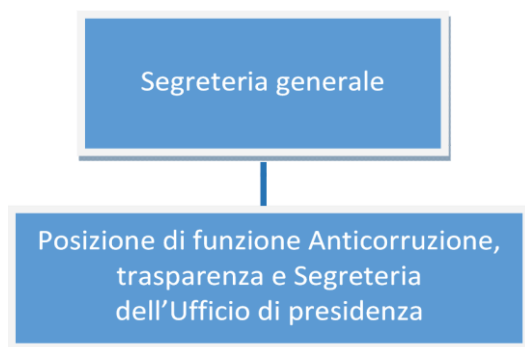 Segreteria generale
Posizione di funzione Anticorruzione,
trasparenza e Segreteria
dell’Ufficio di presidenza